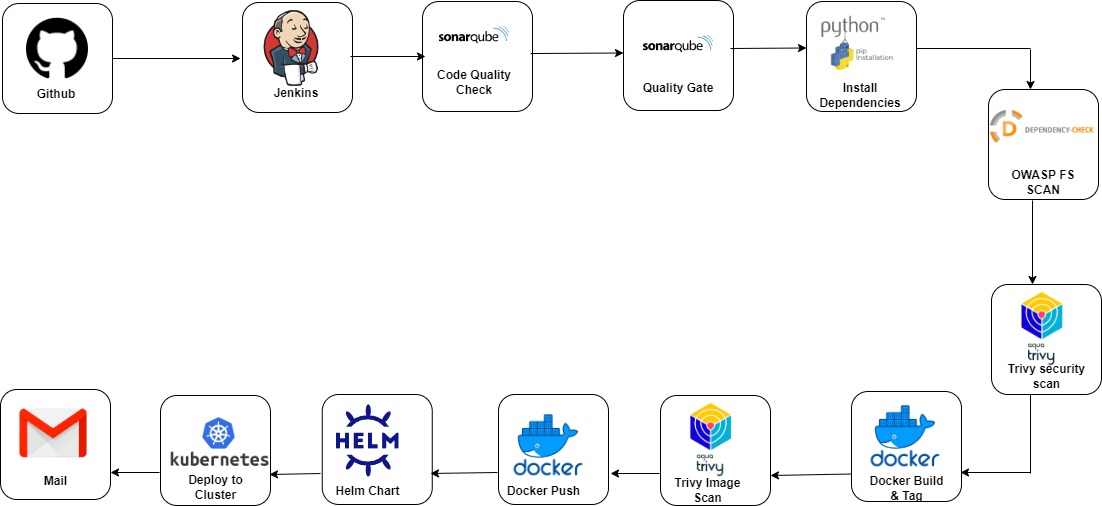 Github
Jenkins
sonarqube
Code Quality
Check
sonarqube
Quality Gate
python™
pip
installation
Install
Dependencies
D
DEPENDENCY-CHECK
OWASP FS
SCAN
aqua
trivy
Trivy security
scan
docker
Docker Build
& Tag
aqua
trivy
Trivy Image
Scan
docker
Docker Push
HELM
Helm Chart
kubernetes
Deploy to
Cluster
Mail